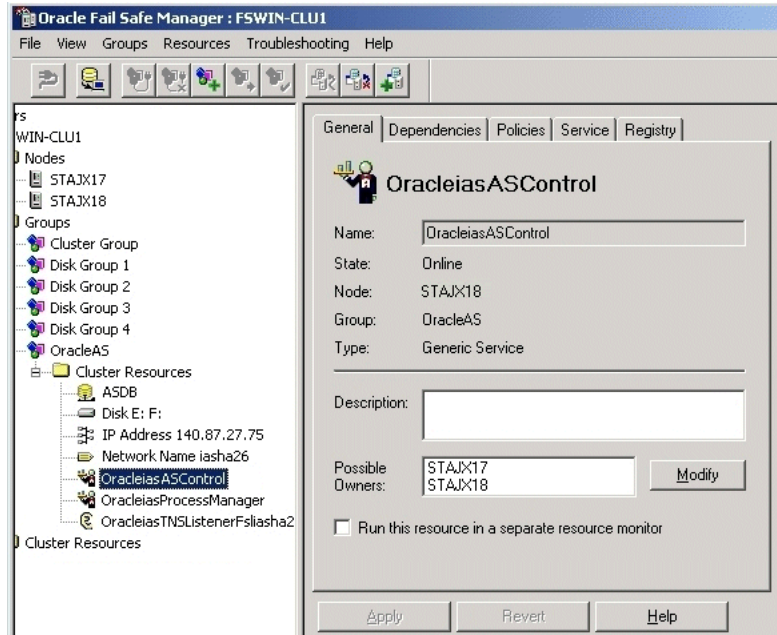 Oracle Fail Safe Manager : FSWIN-CLU1
File View Groups Resources Troubleshooting Help
rs
WIN-CLU1
Nodes
STAJX17
STAJX18
Groups
Cluster Group
Disk Group 1
Disk Group 2
Disk Group 3
Disk Group 4
OracleAS
Cluster Resources
ASDB
Disk E: F:
IP Address 140.87.27.75
Network Name iasha26
OracleiasASControl
OracleiasProcessManager
OracleiasTNSListenerFsliasha2
Cluster Resources
General Dependencies Policies Service Registry
OracleiasASControl
Name: OracleiasASControl
State: Online
Node: STAJX18
Group: OracleAS
Type: Generic Service
Description:
Possible Owners:
STAJX17
STAJX18
Modify
Run this resource in a separate resource monitor
Apply Revert Help